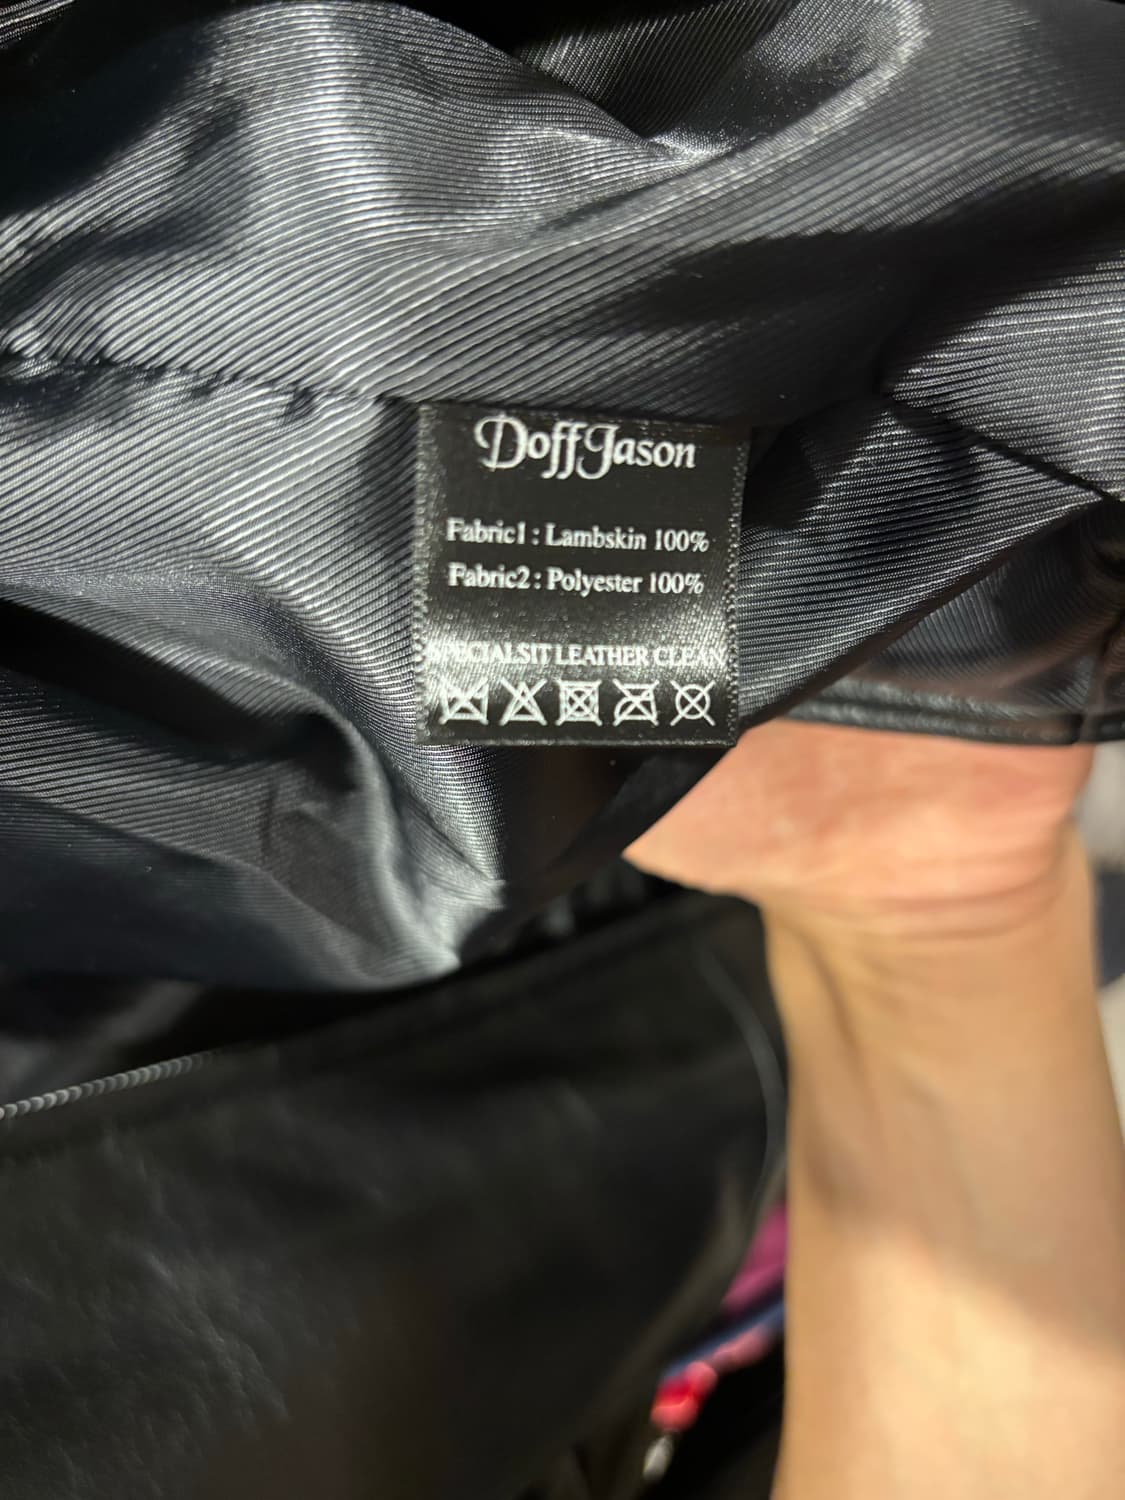 DoffJason
Fabric1 : Lambskin 100%
Fabric2 : Polyester 100%
SPECIALSIT LEATHER CLEAN